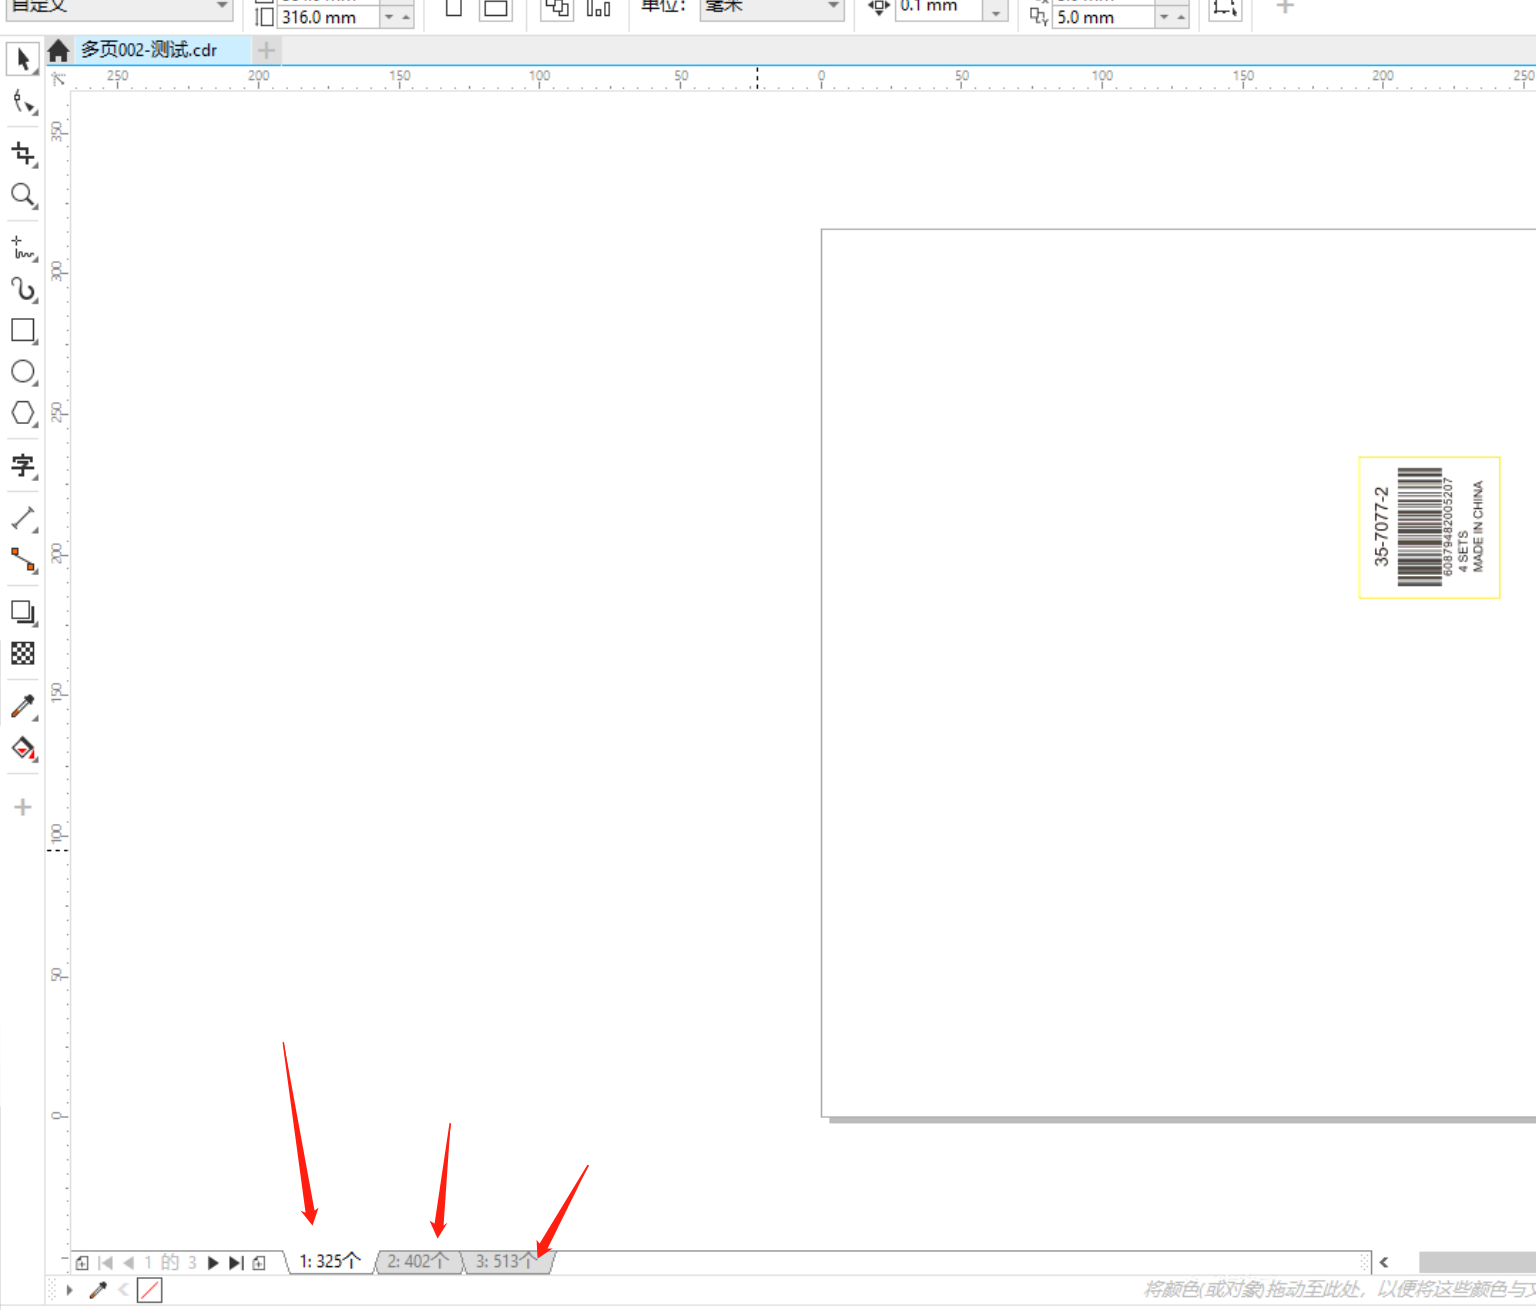 自定义
316.0 mm
单位:
毫米
0.1 mm
5.0 mm
多页002-测试.cdr
250 200 150 100 50 0 50 100 150 200 250
350
300
250
200
150
100
50
0
字
35-7077-2
60879482005207
4 SETS
MADE IN CHINA
1 的 3
1: 325个
2: 402个
3: 513个
将颜色(或对象)拖动至此处，以便将这些颜色与文